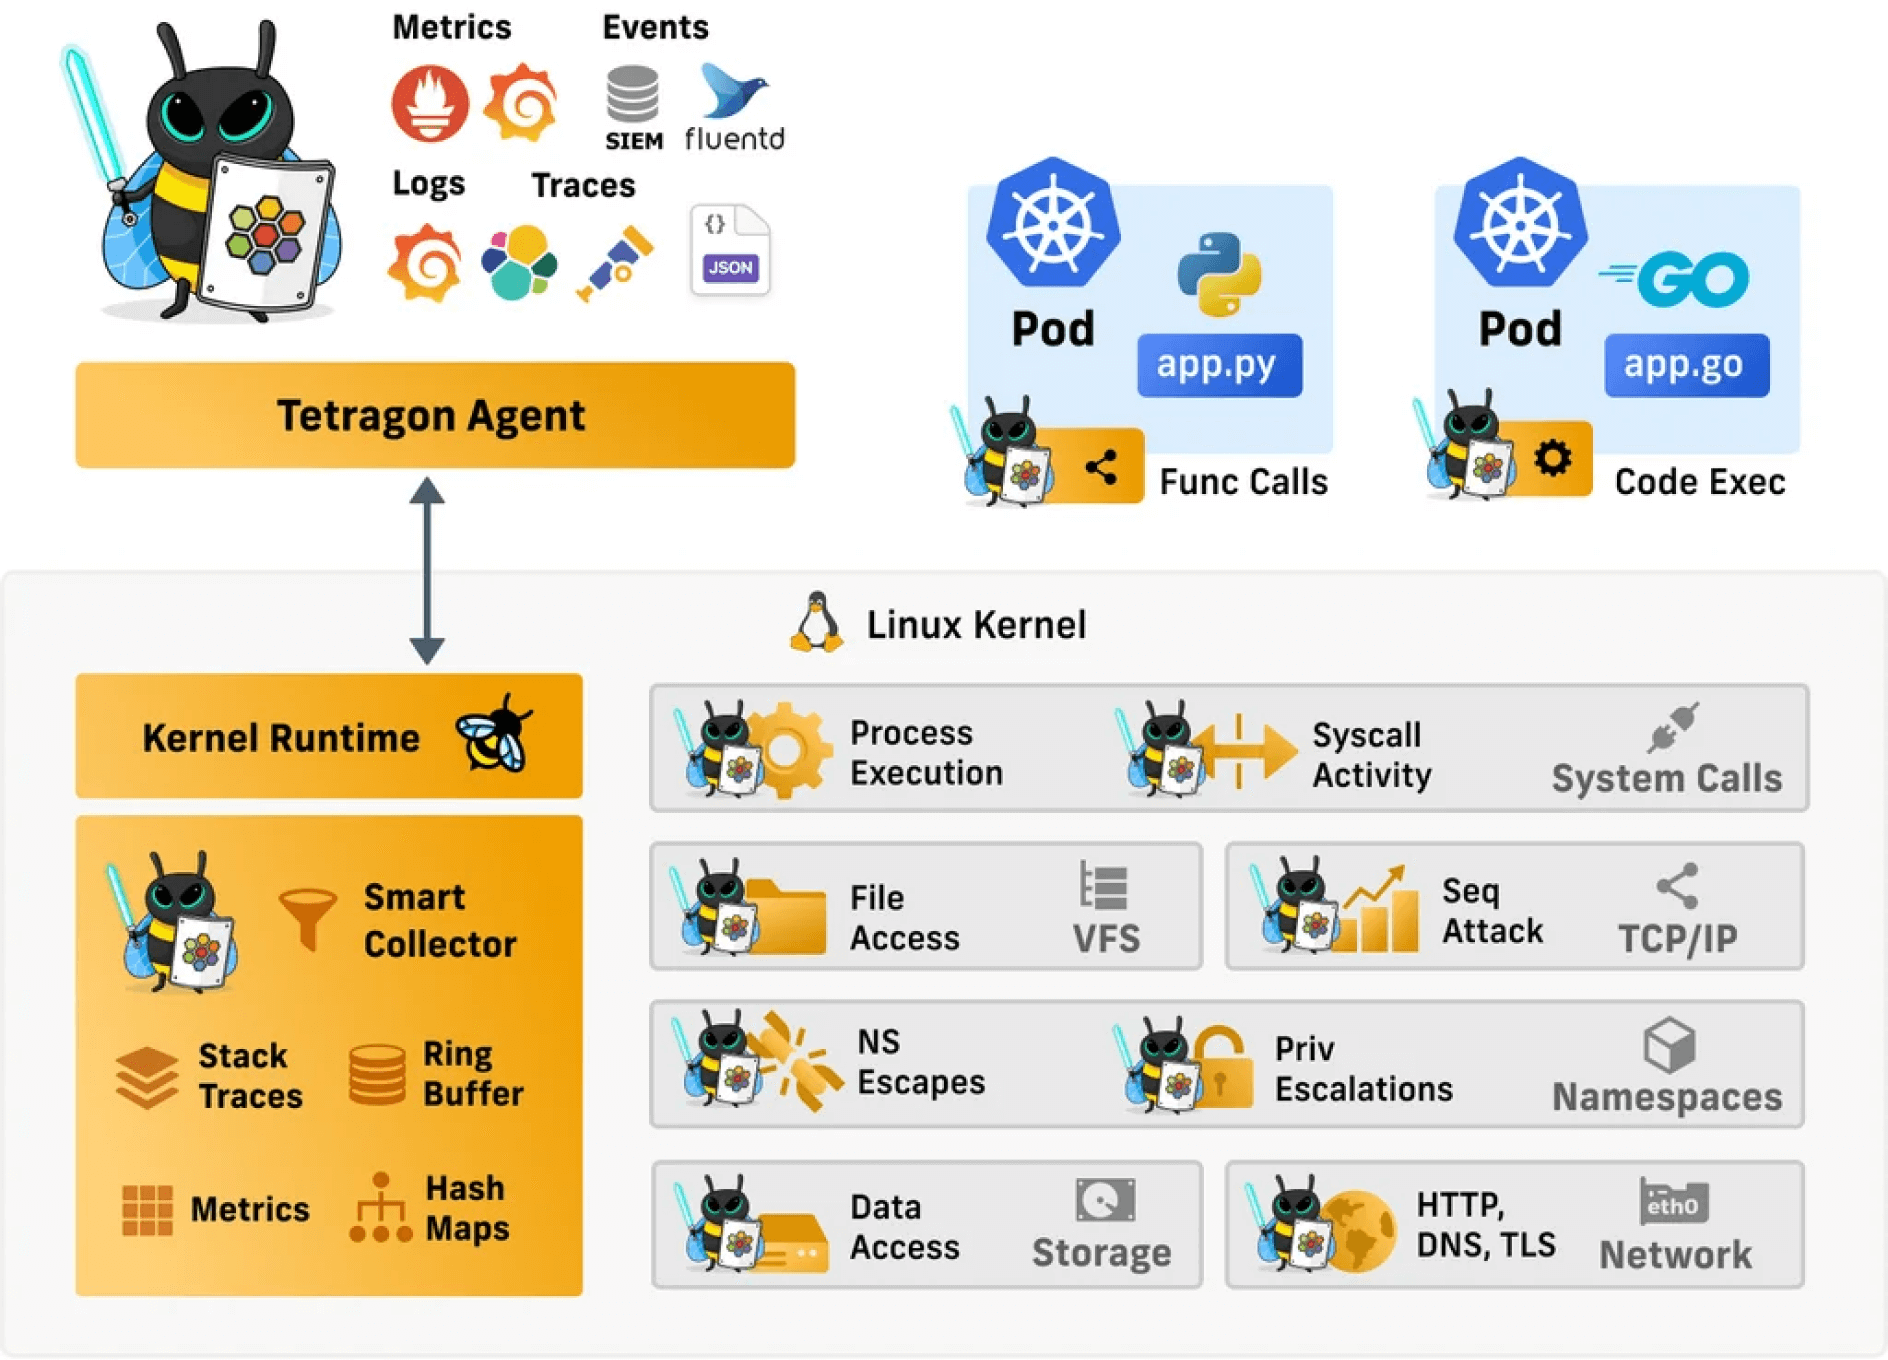 Metrics
Events
SIEM
fluentd
Logs
Traces
{}
JSON
Tetragon Agent
Pod
app.py
Func Calls
Pod
GO
app.go
Code Exec
Linux Kernel
Kernel Runtime
Smart
Collector
Stack
Traces
Ring
Buffer
Metrics
Hash
Maps
Process
Execution
Syscall
Activity
System Calls
File
Access
VFS
Seq
Attack
TCP/IP
NS
Escapes
Priv
Escalations
Namespaces
Data
Access
Storage
HTTP,
DNS, TLS
eth0
Network